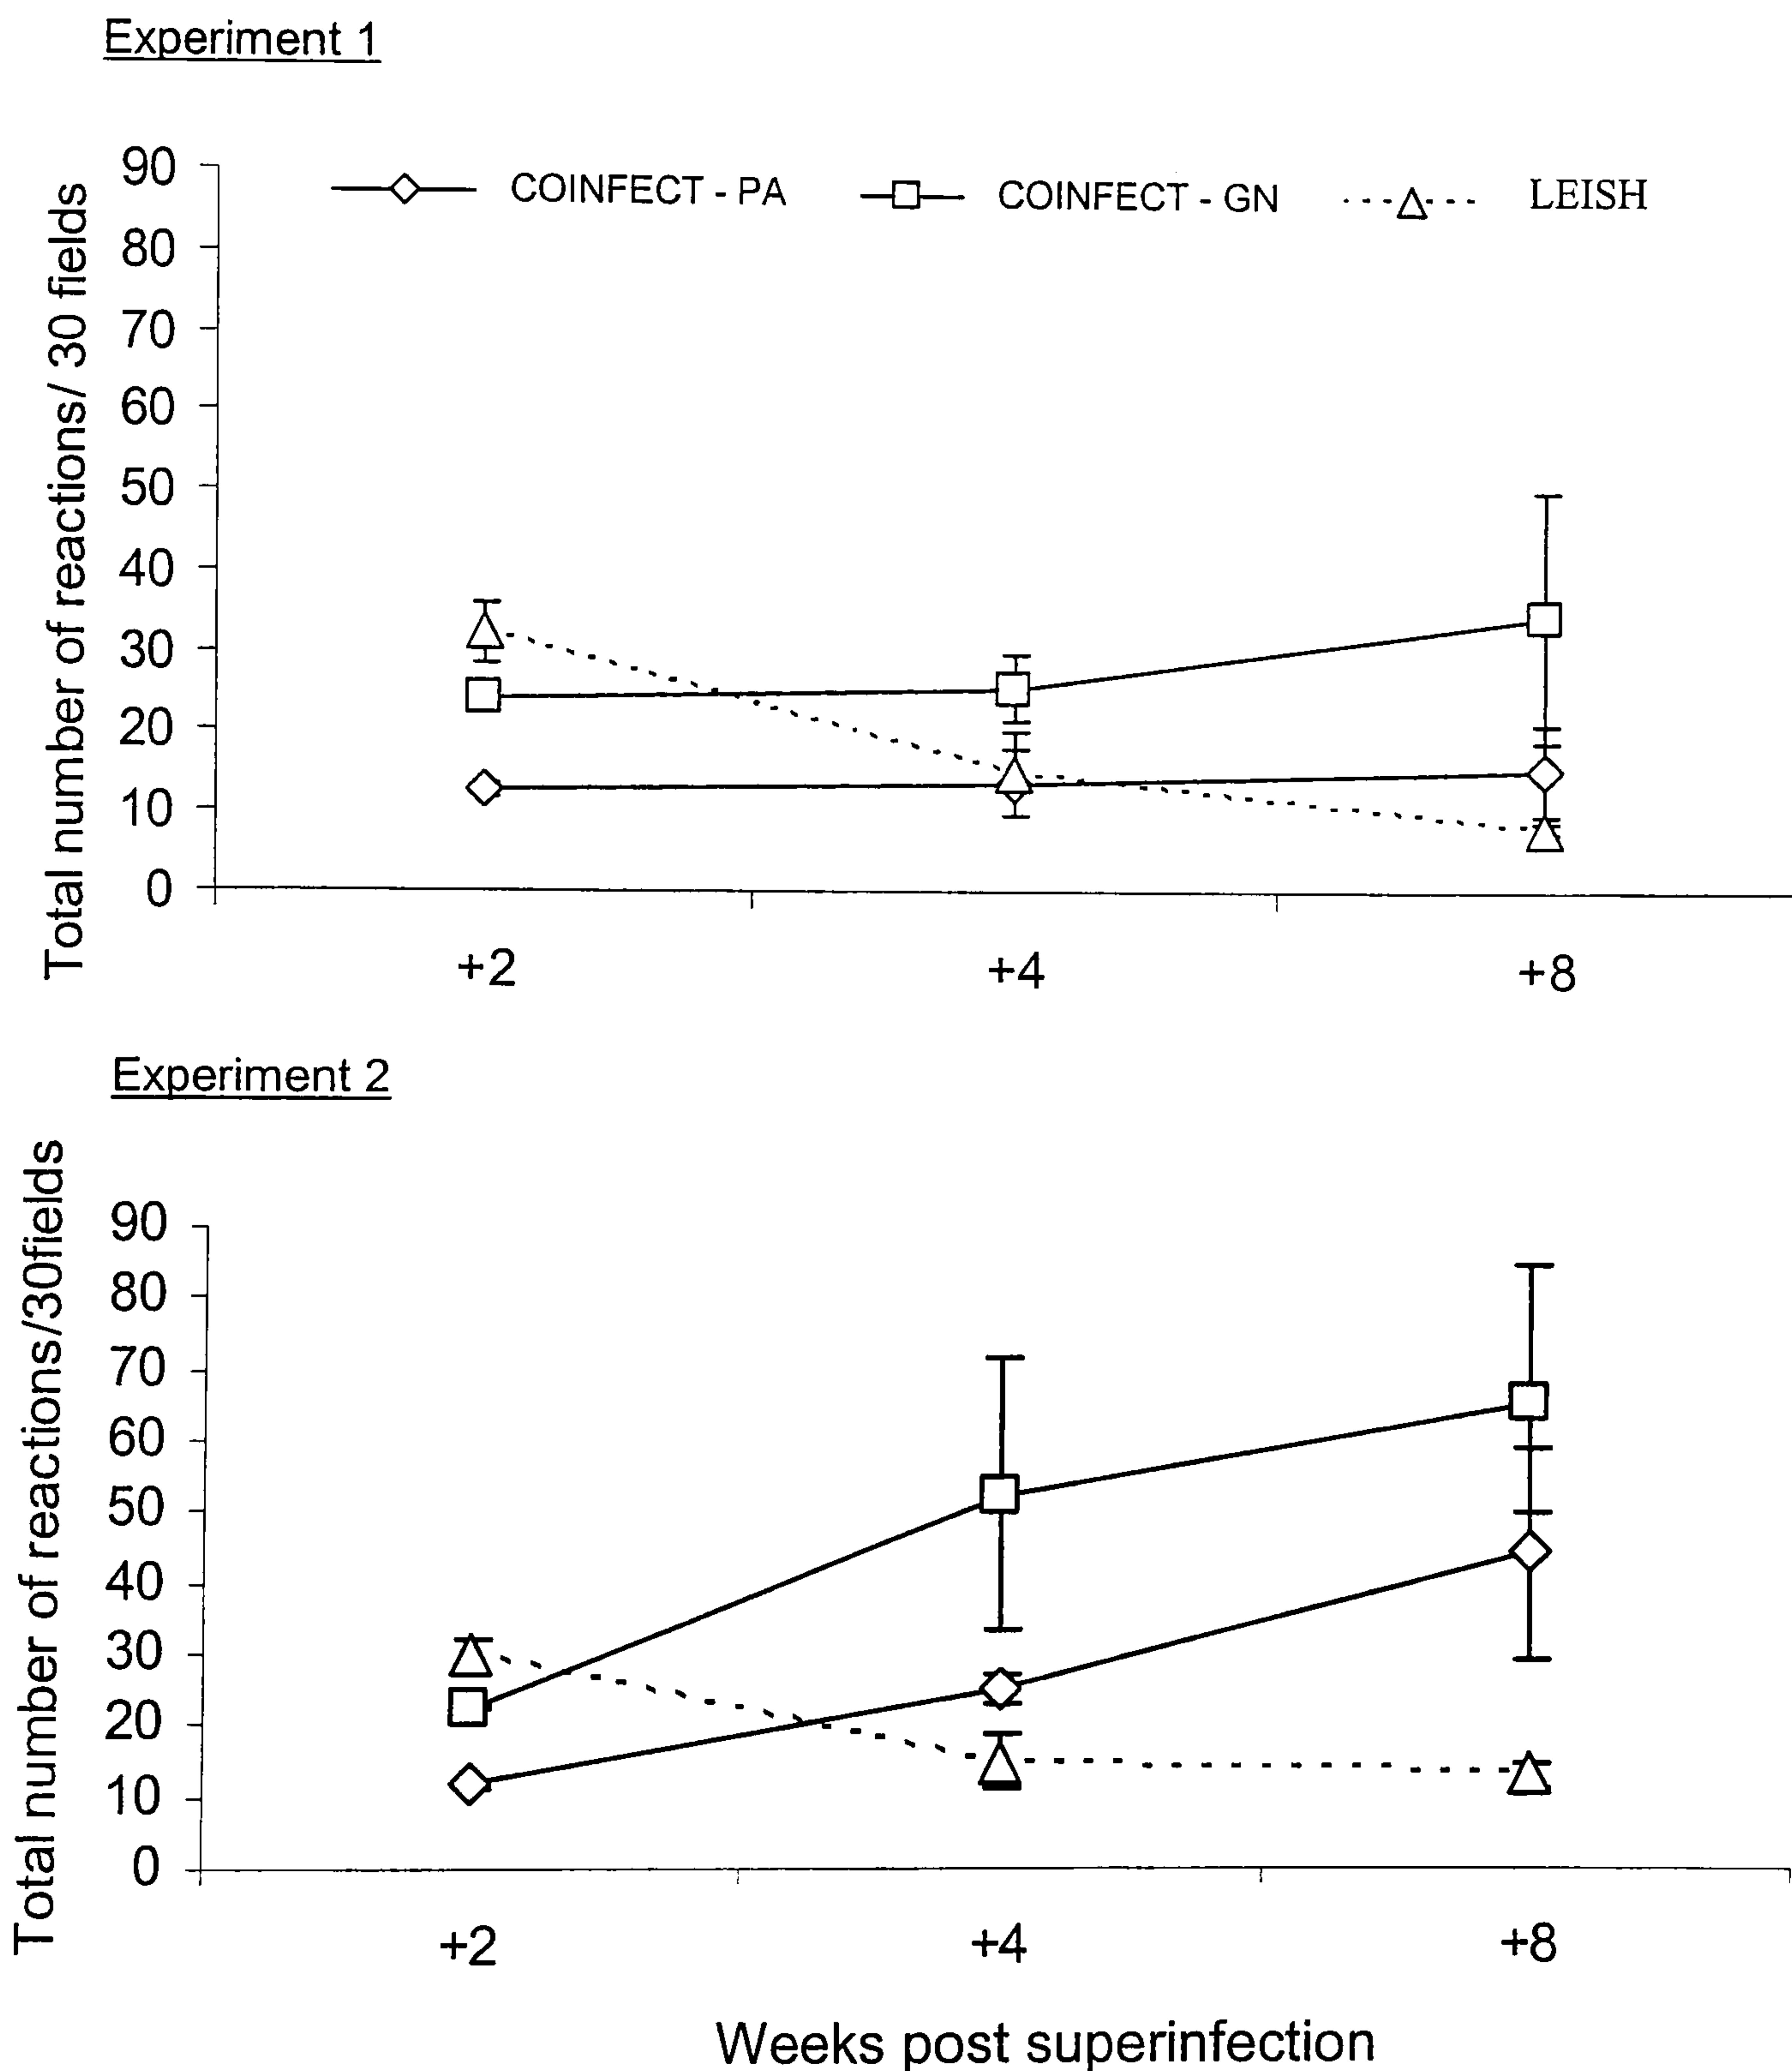 Experiment 1
COINFECT - PA COINFECT - GN LEISH
Total number of reactions/ 30 fields
90
80
70
60
50
40
30
20
10
0
+2 +4 +8
Experiment 2
Total number of reactions/30fields
90
80
70
60
50
40
30
20
10
0
+2 +4 +8
Weeks post superinfection